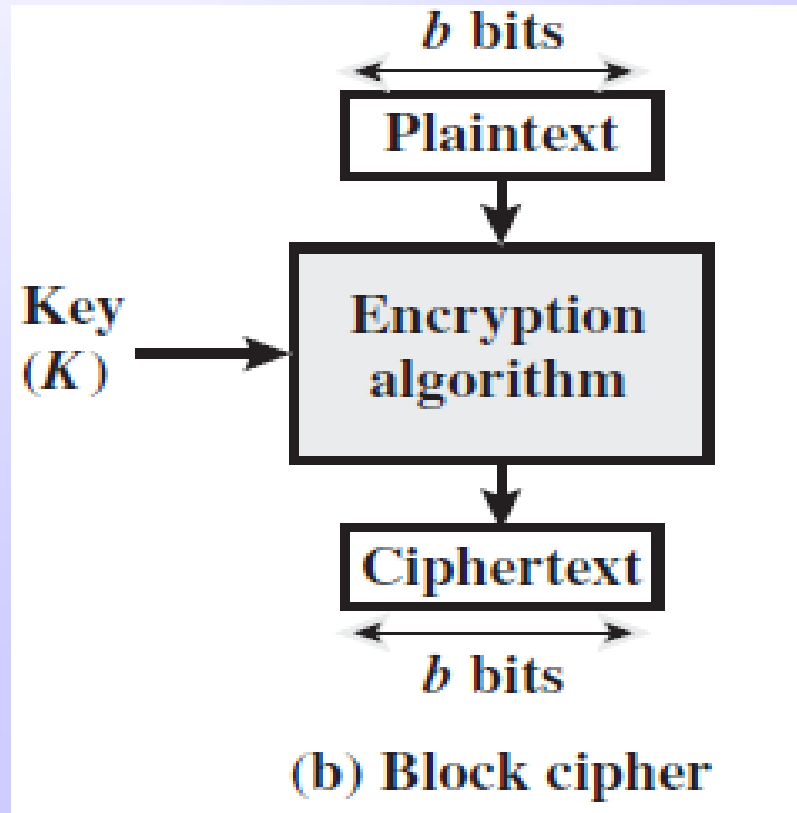 b bits
Plaintext
Key
(K)
Encryption
algorithm
Ciphertext
b bits
(b) Block cipher